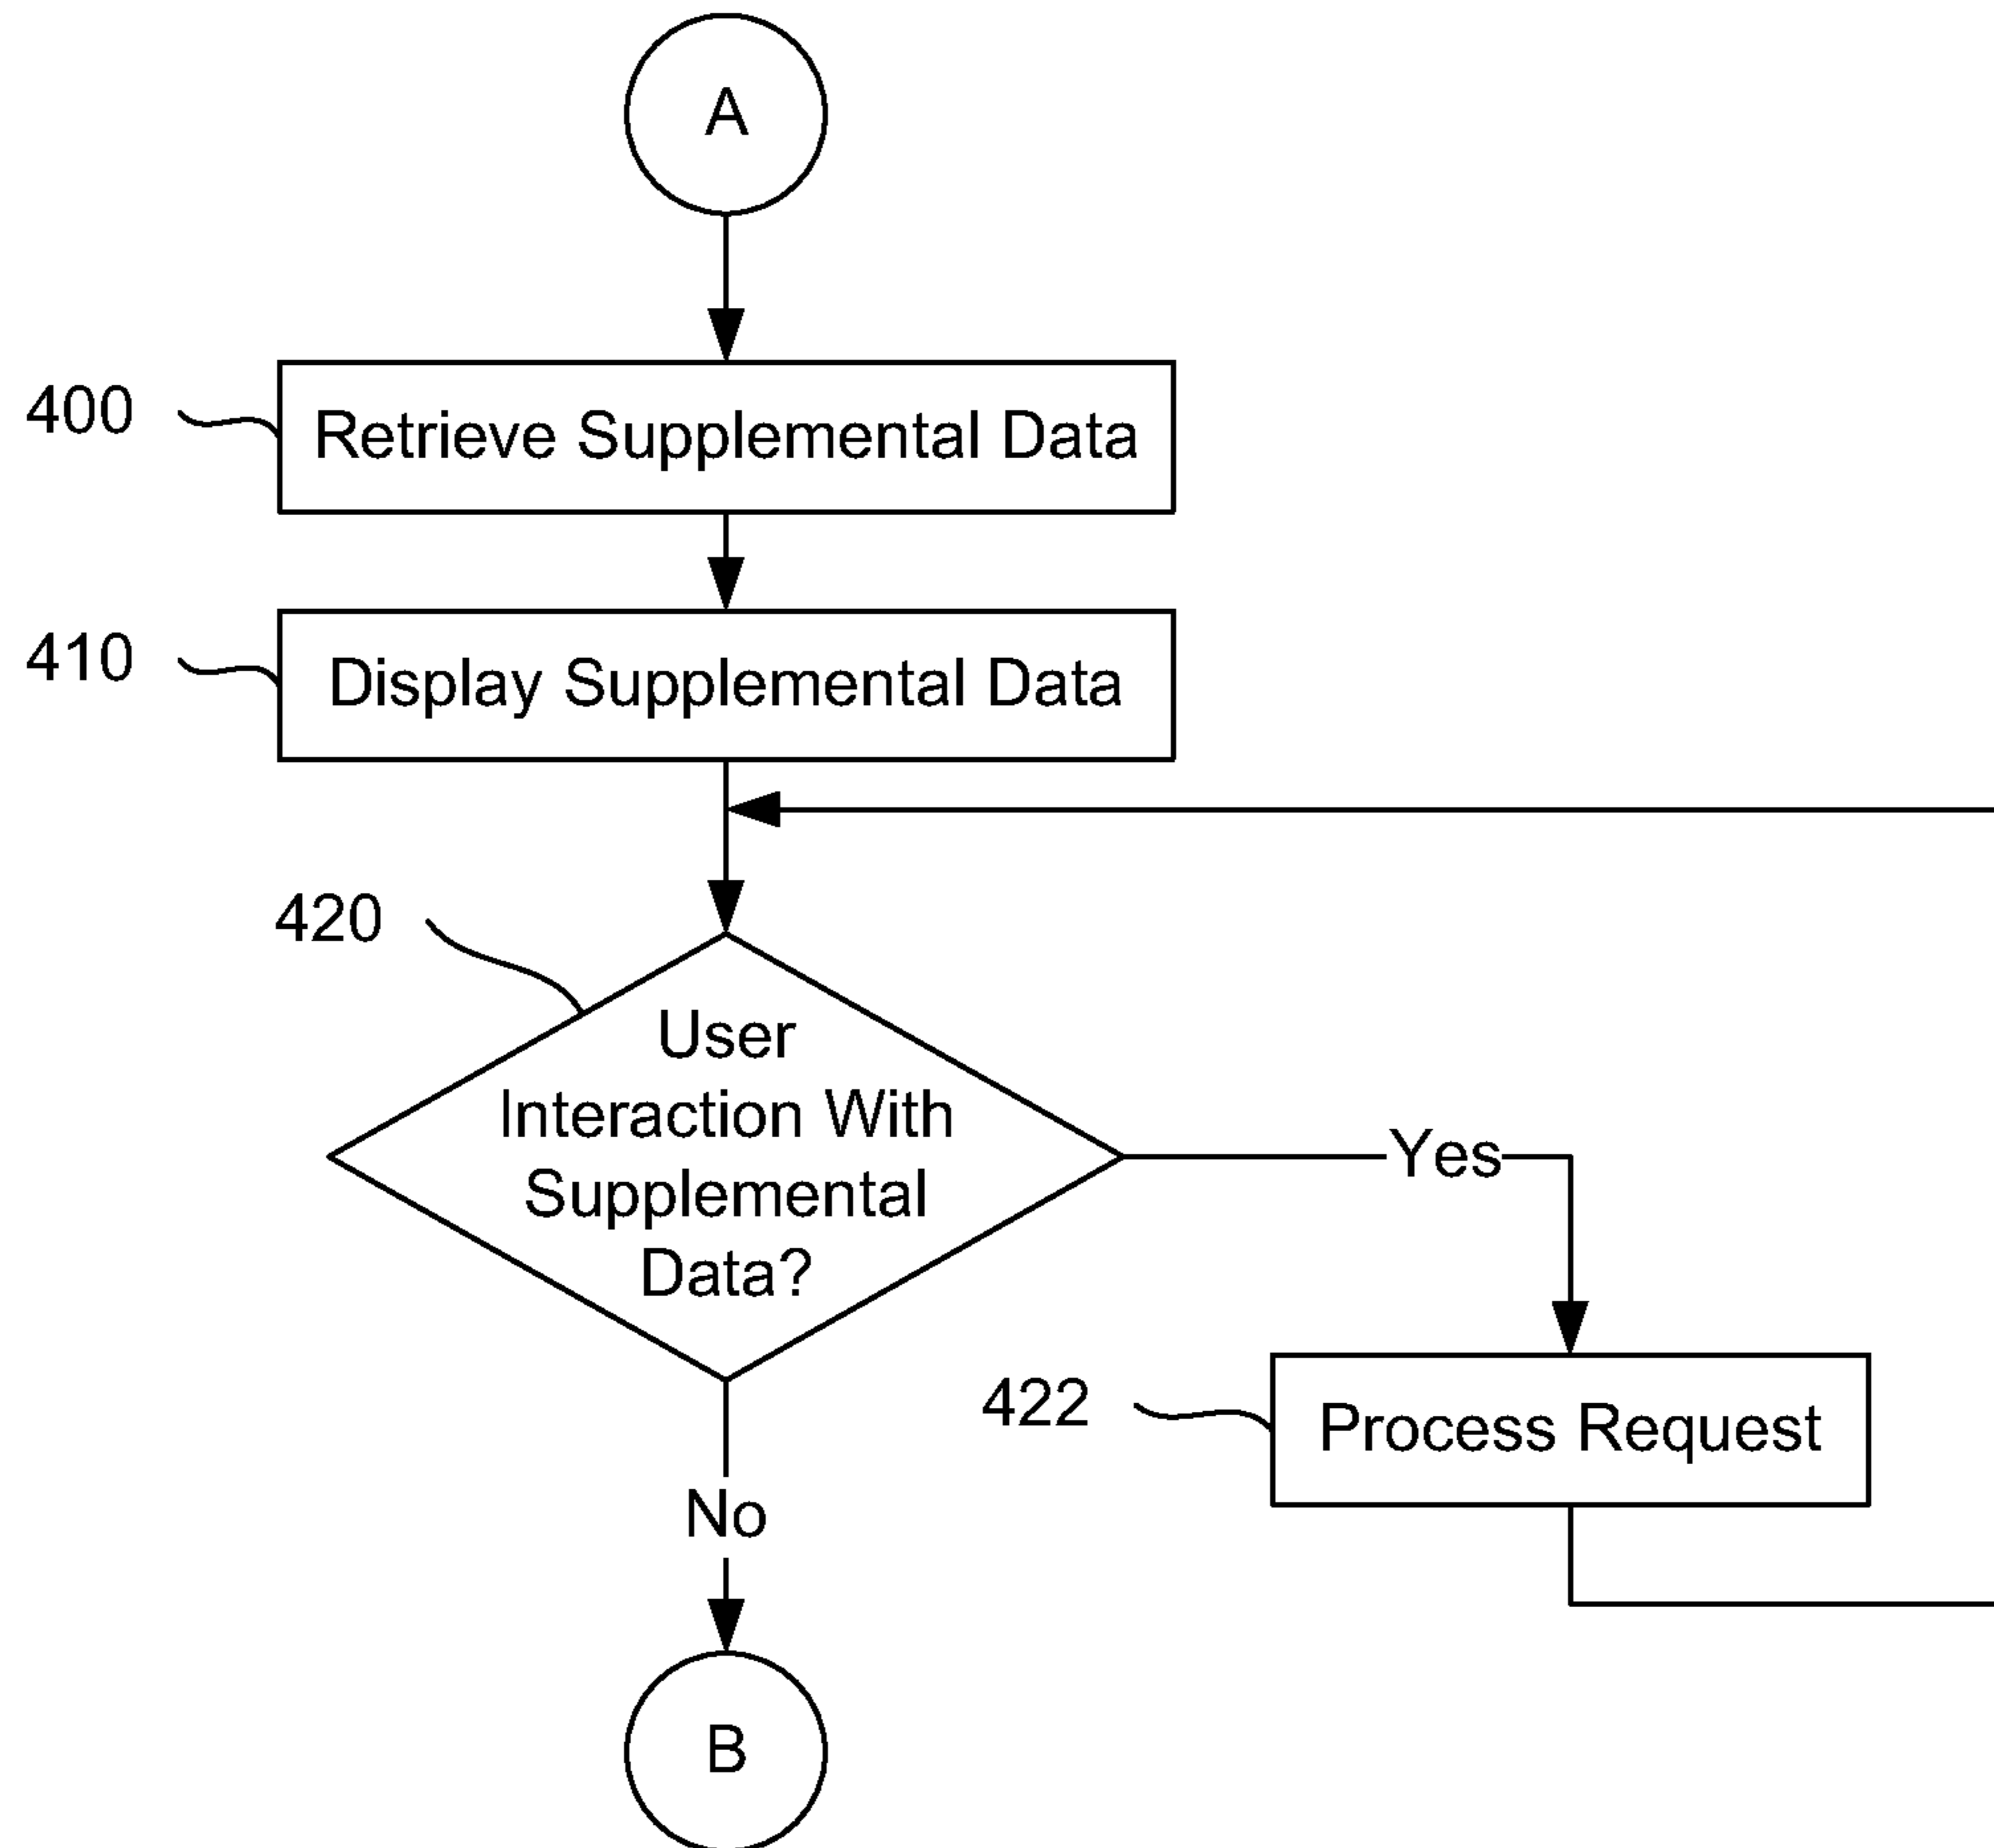 A
400
Retrieve Supplemental Data
410
Display Supplemental Data
420
User
Interaction With
Supplemental
Data?
Yes
422
Process Request
No
B